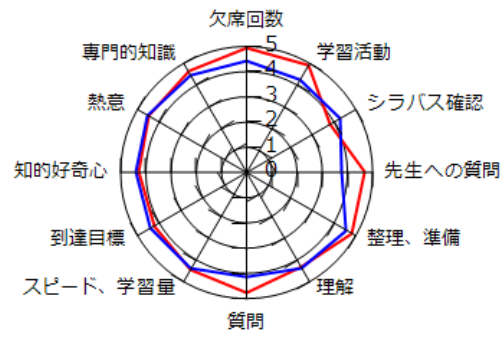 欠席回数
専門的知識
学習活動
熱意
シラバス確認
知的好奇心
先生への質問
到達目標
整理、準備
スピード、学習量
理解
質問
5
4
3
2
1
0